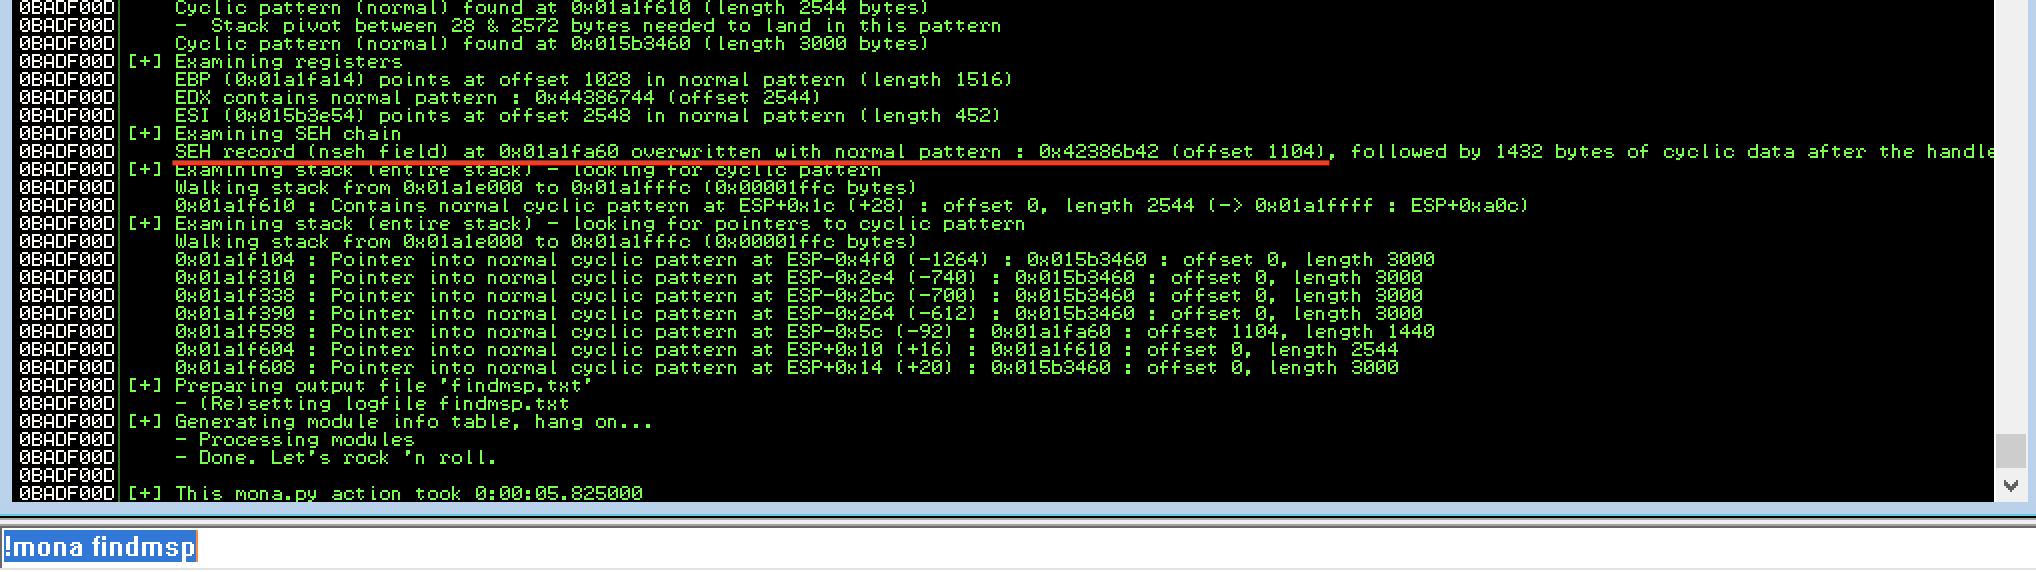 0BADF00D Cyclic pattern (normal) found at 0x01a1f610 (length 2544 bytes)
0BADF00D - Stack pivot between 28 & 2572 bytes needed to land in this pattern
0BADF00D Cyclic pattern (normal) found at 0x015b3460 (length 3000 bytes)
0BADF00D [+] Examining registers
0BADF00D EBP (0x01a1fa14) points at offset 1028 in normal pattern (length 1516)
0BADF00D EDX contains normal pattern : 0x44386744 (offset 2544)
0BADF00D ESI (0x015b3e54) points at offset 2548 in normal pattern (length 452)
0BADF00D [+] Examining SEH chain
0BADF00D SEH record (nseh field) at 0x01a1fa60 overwritten with normal pattern : 0x42386b42 (offset 1104), followed by 1432 bytes of cyclic data after the handle
0BADF00D [+] Examining stack (entire stack) - looking for cyclic pattern
0BADF00D Walking stack from 0x01a1e000 to 0x01a1fffc (0x00001ffc bytes)
0BADF00D 0x01a1f610 : Contains normal cyclic pattern at ESP+0x1c (+28) : offset 0, length 2544 (-> 0x01a1ffff : ESP+0xa0c)
0BADF00D [+] Examining stack (entire stack) - looking for pointers to cyclic pattern
0BADF00D Walking stack from 0x01a1e000 to 0x01a1fffc (0x00001ffc bytes)
0BADF00D 0x01a1f104 : Pointer into normal cyclic pattern at ESP-0x4f0 (-1264) : 0x015b3460 : offset 0, length 3000
0BADF00D 0x01a1f310 : Pointer into normal cyclic pattern at ESP-0x2e4 (-740) : 0x015b3460 : offset 0, length 3000
0BADF00D 0x01a1f338 : Pointer into normal cyclic pattern at ESP-0x2bc (-700) : 0x015b3460 : offset 0, length 3000
0BADF00D 0x01a1f390 : Pointer into normal cyclic pattern at ESP-0x264 (-612) : 0x015b3460 : offset 0, length 3000
0BADF00D 0x01a1f598 : Pointer into normal cyclic pattern at ESP-0x5c (-92) : 0x01a1fa60 : offset 1104, length 1440
0BADF00D 0x01a1f604 : Pointer into normal cyclic pattern at ESP+0x10 (+16) : 0x01a1f610 : offset 0, length 2544
0BADF00D 0x01a1f608 : Pointer into normal cyclic pattern at ESP+0x14 (+20) : 0x015b3460 : offset 0, length 3000
0BADF00D [+] Preparing output file 'findmsp.txt'
0BADF00D - (Re)setting logfile findmsp.txt
0BADF00D [+] Generating module info table, hang on...
0BADF00D - Processing modules
0BADF00D - Done. Let's rock 'n roll.
0BADF00D
0BADF00D [+] This mona.py action took 0:00:05.825000
!mona findmsp